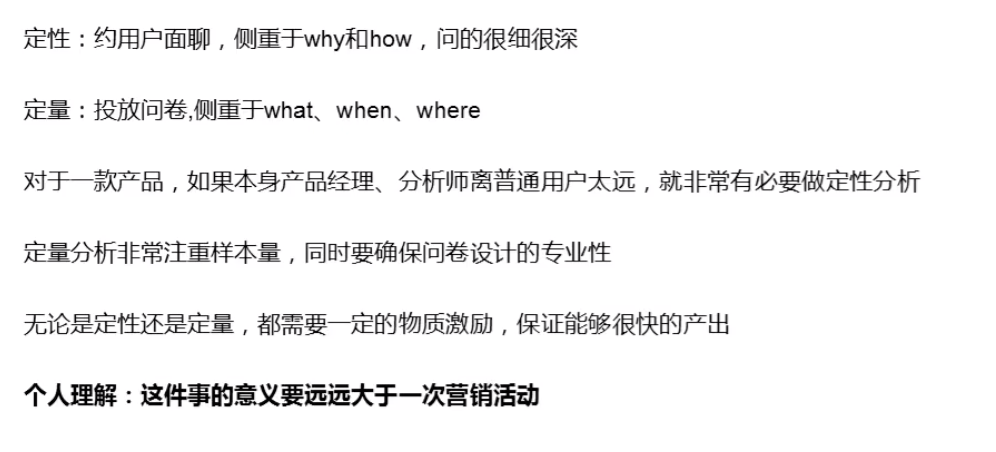 定性：约用户面聊，侧重于why和how，问的很细很深
定量：投放问卷,侧重于what、when、where
对于一款产品，如果本身产品经理、分析师离普通用户太远，就非常有必要做定性分析
定量分析非常注重样本量，同时要确保问卷设计的专业性
无论是定性还是定量，都需要一定的物质激励，保证能够很快的产出
个人理解：这件事的意义要远远大于一次营销活动